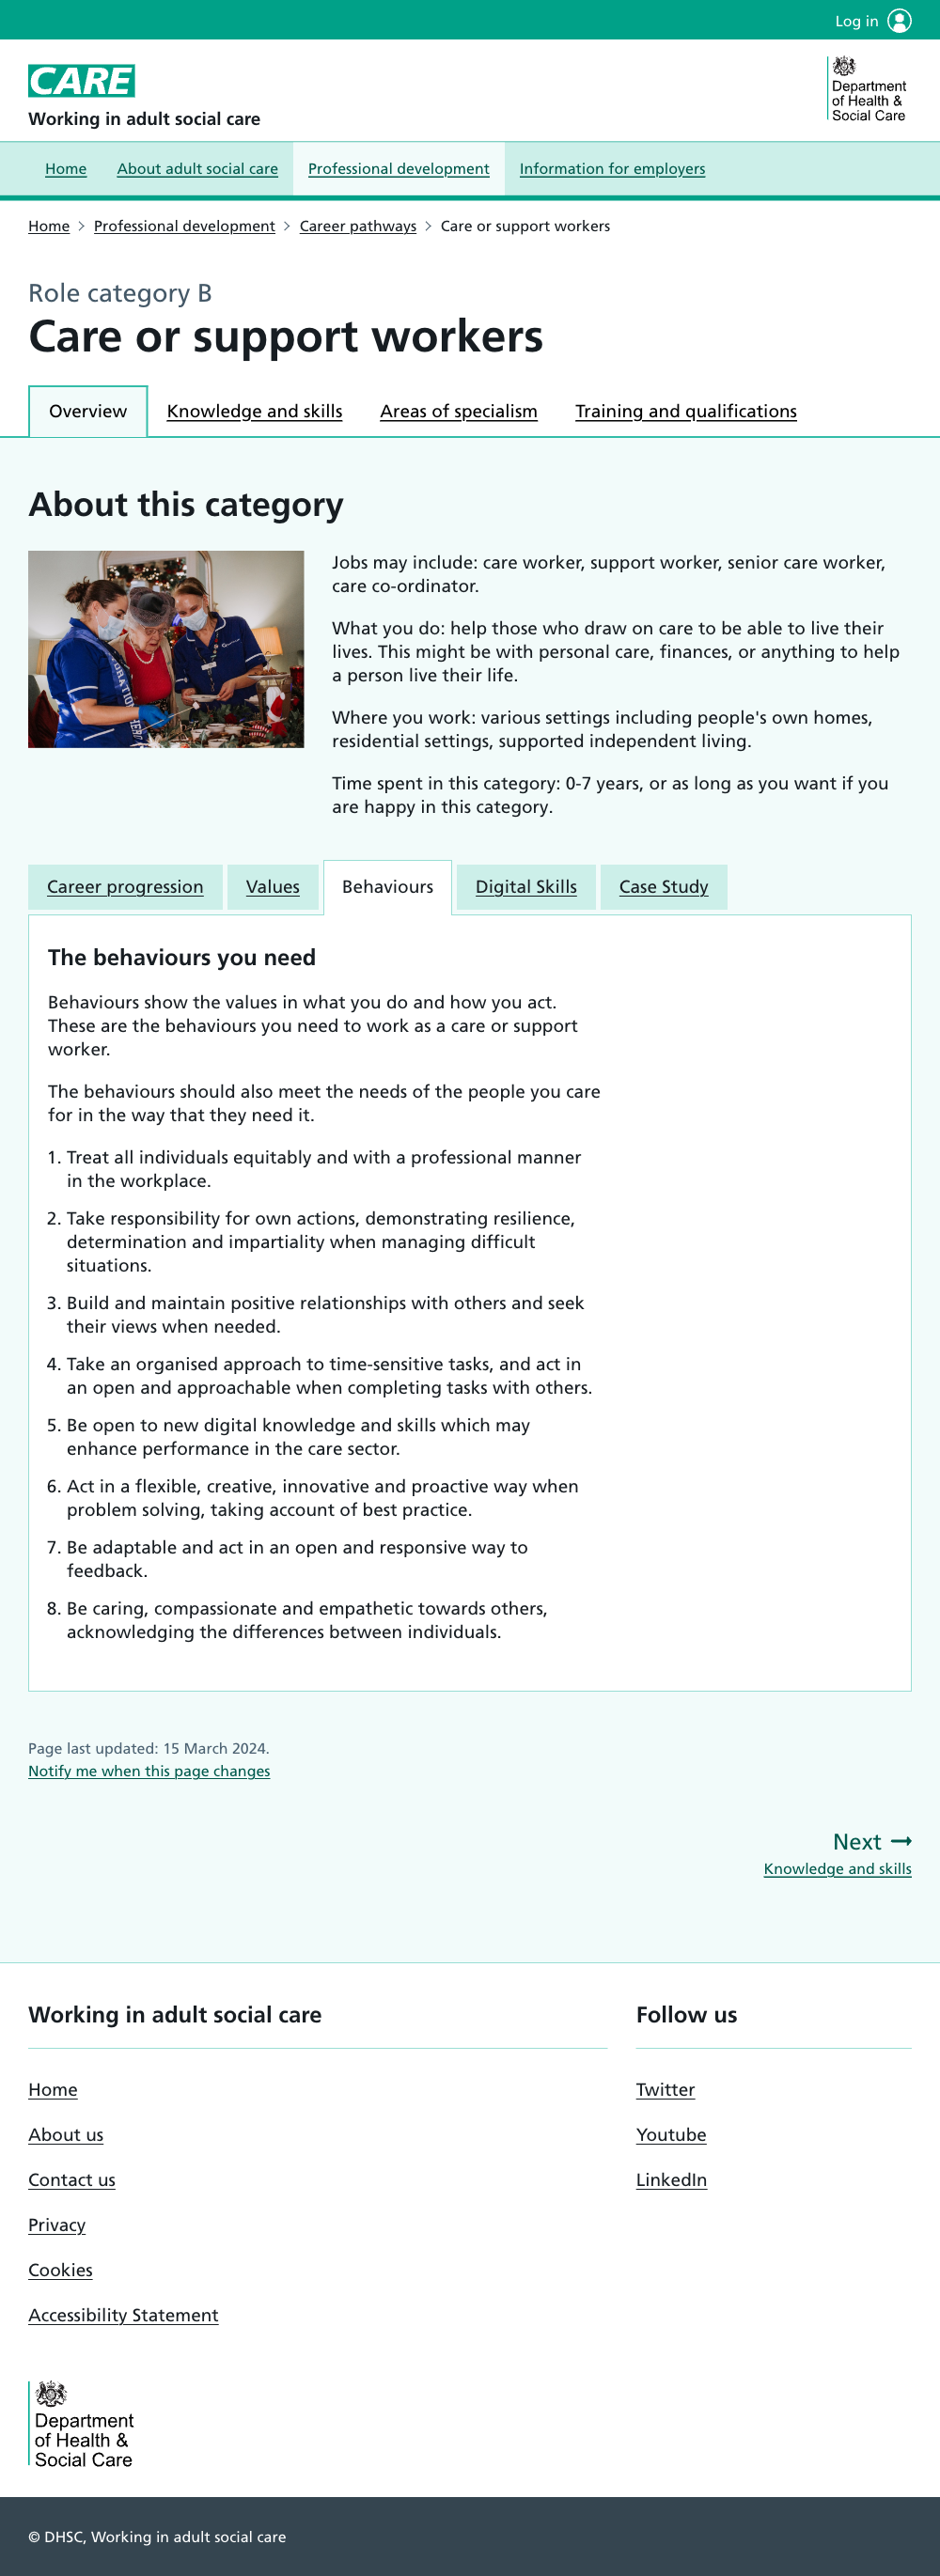 Log in
CARE
Working in adult social care
Department
of Health &
Social Care
Home About adult social care Professional development Information for employers
Home Professional development Career pathways Care or support workers
Role category B
Care or support workers
Overview Knowledge and skills Areas of specialism Training and qualifications
About this category
Jobs may include: care worker, support worker, senior care worker,
care co-ordinator.
What you do: help those who draw on care to be able to live their
lives. This might be with personal care, finances, or anything to help
a person live their life.
Where you work: various settings including people's own homes,
residential settings, supported independent living.
Time spent in this category: 0-7 years, or as long as you want if you
are happy in this category.
Career progression Values Behaviours Digital Skills Case Study
The behaviours you need
Behaviours show the values in what you do and how you act.
These are the behaviours you need to work as a care or support
worker.
The behaviours should also meet the needs of the people you care
for in the way that they need it.
1. Treat all individuals equitably and with a professional manner
in the workplace.
2. Take responsibility for own actions, demonstrating resilience,
determination and impartiality when managing difficult
situations.
3. Build and maintain positive relationships with others and seek
their views when needed.
4. Take an organised approach to time-sensitive tasks, and act in
an open and approachable when completing tasks with others.
5. Be open to new digital knowledge and skills which may
enhance performance in the care sector.
6. Act in a flexible, creative, innovative and proactive way when
problem solving, taking account of best practice.
7. Be adaptable and act in an open and responsive way to
feedback.
8. Be caring, compassionate and empathetic towards others,
acknowledging the differences between individuals.
Page last updated: 15 March 2024.
Notify me when this page changes
Next
Knowledge and skills
Working in adult social care
Home
About us
Contact us
Privacy
Cookies
Accessibility Statement
Follow us
Twitter
Youtube
LinkedIn
Department
of Health &
Social Care
© DHSC, Working in adult social care